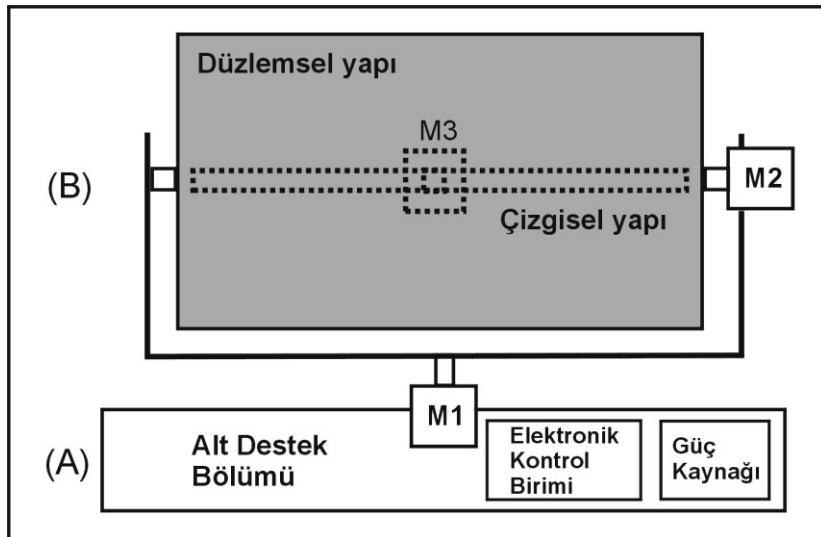 Düzlemsel yapı
M3
(B)
M2
Çizgisel yapı
M1
(A)
Alt Destek
Bölümü
Elektronik
Kontrol
Birimi
Güç
Kaynağı